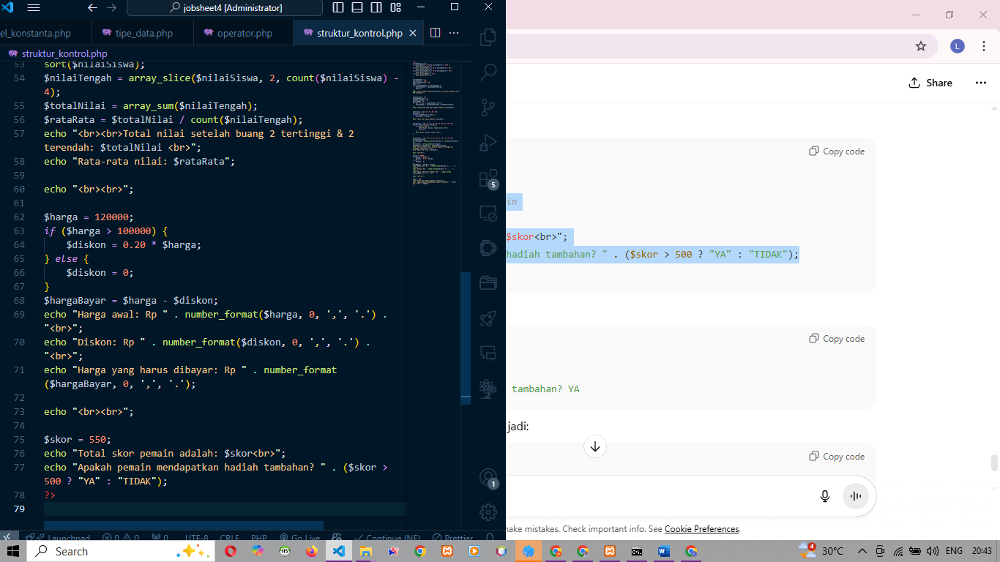 jobsheet4 [Administrator]
el_konstanta.php
tipe_data.php
operator.php
struktur_kontrol.php
struktur_kontrol.php
53 sort($nilaiSiswa);
54 $nilaiTengah = array_slice($nilaiSiswa, 2, count($nilaiSiswa) -
4);
55 $totalNilai = array_sum($nilaiTengah);
56 $rataRata = $totalNilai / count($nilaiTengah);
57 echo "<br><br>Total nilai setelah buang 2 tertinggi & 2
terendah: $totalNilai <br>";
58 echo "Rata-rata nilai: $rataRata";
59
60 echo "<br><br>";
61
62 $harga = 120000;
63 if ($harga > 100000) {
64 $diskon = 0.20 * $harga;
65 } else {
66 $diskon = 0;
67 }
68 $hargaBayar = $harga - $diskon;
69 echo "Harga awal: Rp " . number_format($harga, 0, ',', '.') .
"<br>";
70 echo "Diskon: Rp " . number_format($diskon, 0, ',', '.') .
"<br>";
71 echo "Harga yang harus dibayar: Rp " . number_format
($hargaBayar, 0, ',', '.');
72
73 echo "<br><br>";
74
75 $skor = 550;
76 echo "Total skor pemain adalah: $skor<br>";
77 echo "Apakah pemain mendapatkan hadiah tambahan? " . ($skor >
500 ? "YA" : "TIDAK");
78 ?>
79
5
1
Launchpad 0 0 0 UTF-8 CRLF PHP Go Live Continue (NE) Prettier
L
Share
Copy code
in
$skor<br>";
hadiah tambahan? " . ($skor > 500 ? "YA" : "TIDAK");
Copy code
tambahan? YA
jadi:
Copy code
make mistakes. Check important info. See Cookie Preferences.
Search
HS
4
30°C
ENG
20:43